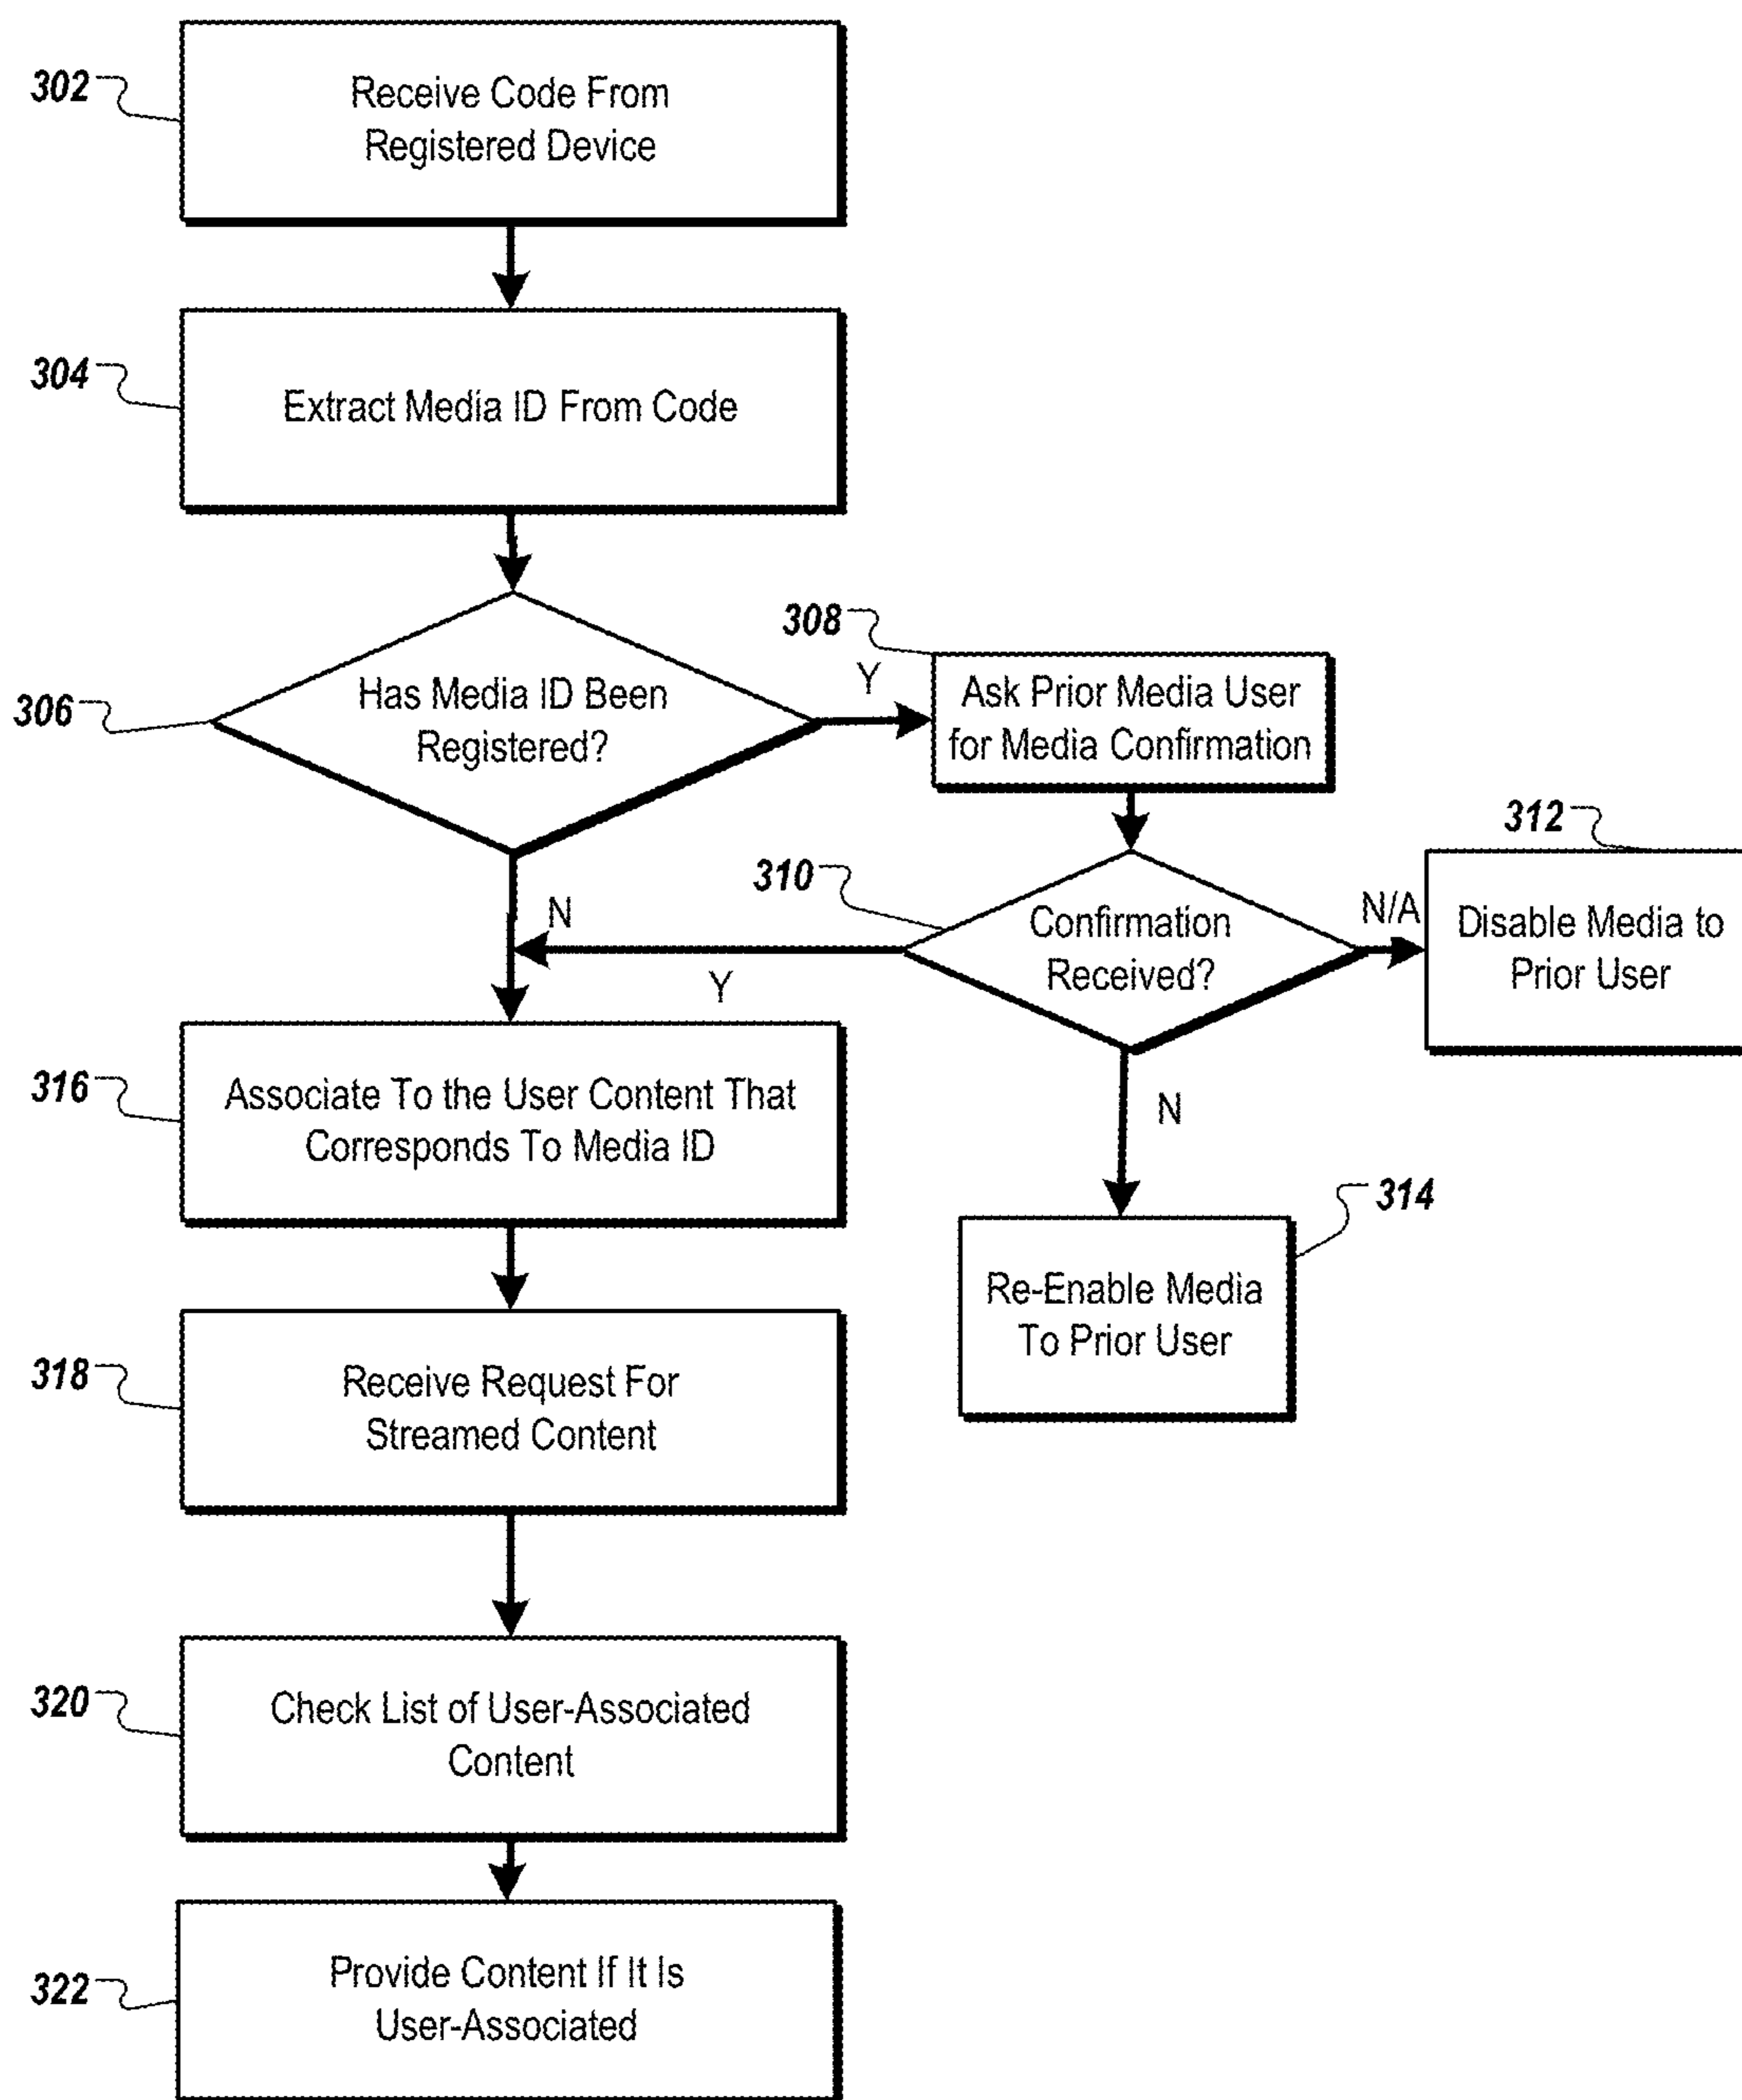 302
Receive Code From
Registered Device
304
Extract Media ID From Code
306
Has Media ID Been
Registered?
Y
308
Ask Prior Media User
for Media Confirmation
N
310
Confirmation
Received?
Y
N/A
312
Disable Media to
Prior User
N
314
Re-Enable Media
To Prior User
316
Associate To the User Content That
Corresponds To Media ID
318
Receive Request For
Streamed Content
320
Check List of User-Associated
Content
322
Provide Content If It Is
User-Associated